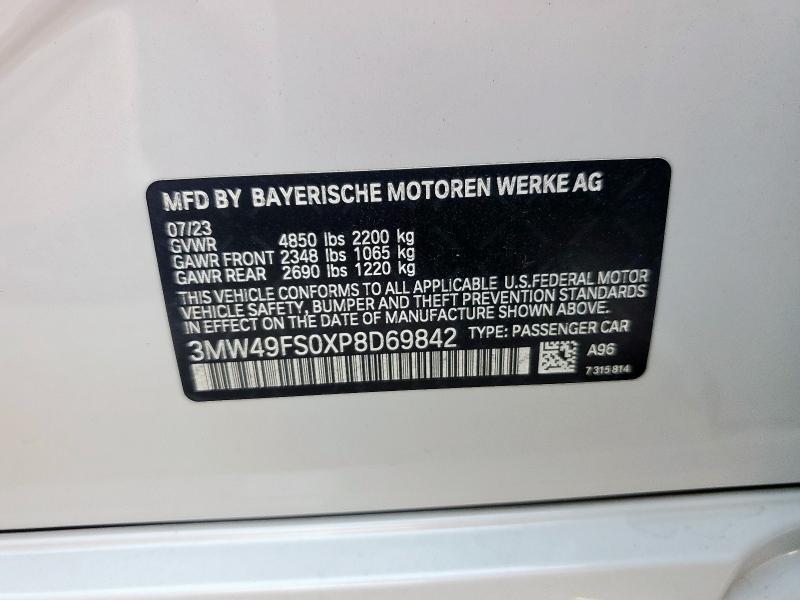 MFD BY BAYERISCHE MOTOREN WERKE AG
07/23
GVWR 4850 lbs 2200 kg
GAWR FRONT 2348 lbs 1065 kg
GAWR REAR 2690 lbs 1220 kg
THIS VEHICLE CONFORMS TO ALL APPLICABLE U.S.FEDERAL MOTOR
VEHICLE SAFETY, BUMPER AND THEFT PREVENTION STANDARDS
IN EFFECT ON THE DATE OF MANUFACTURE SHOWN ABOVE.
3MW49FS0XP8D69842 TYPE: PASSENGER CAR
A96
7 315 814